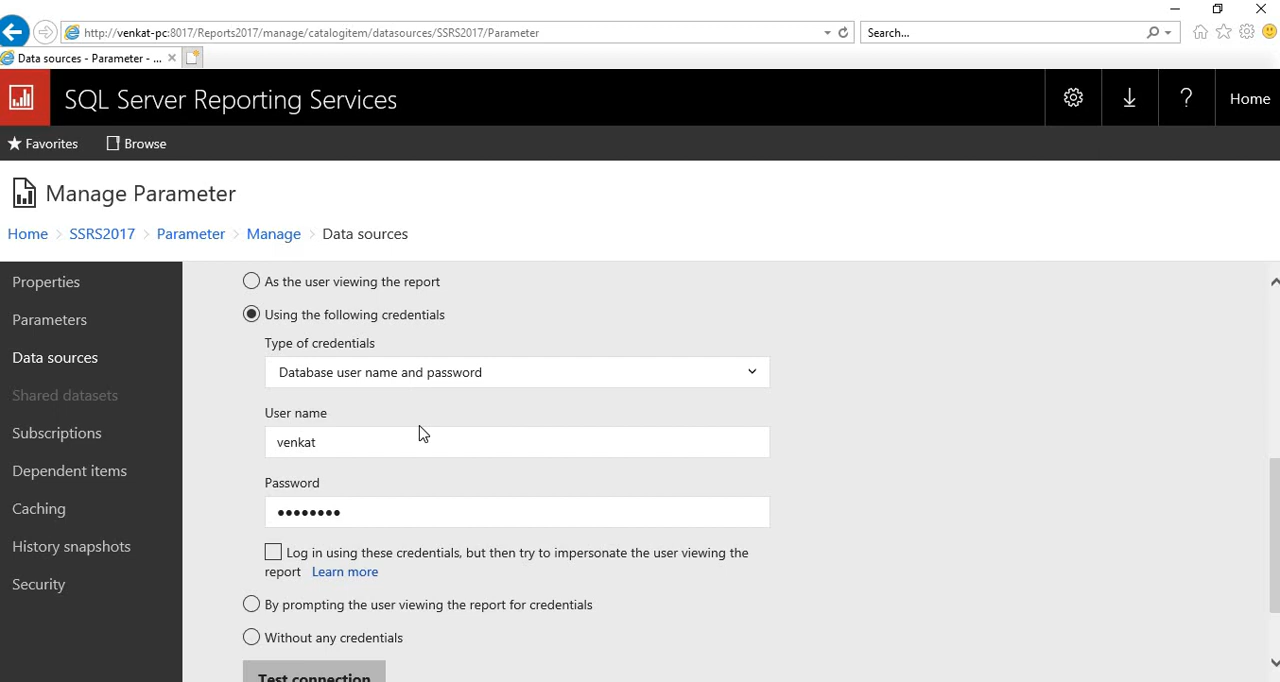 http://venkat-pc:8017/Reports2017/manage/catalogitem/datasources/SSRS2017/Parameter
Search...
Data sources - Parameter - ...
SQL Server Reporting Services
? Home
Favorites Browse
Manage Parameter
Home > SSRS2017 > Parameter > Manage > Data sources
Properties
Parameters
Data sources
Shared datasets
Subscriptions
Dependent items
Caching
History snapshots
Security
As the user viewing the report
Using the following credentials
Type of credentials
Database user name and password
User name
venkat
Password
••••••••
Log in using these credentials, but then try to impersonate the user viewing the
report Learn more
By prompting the user viewing the report for credentials
Without any credentials
Test connection